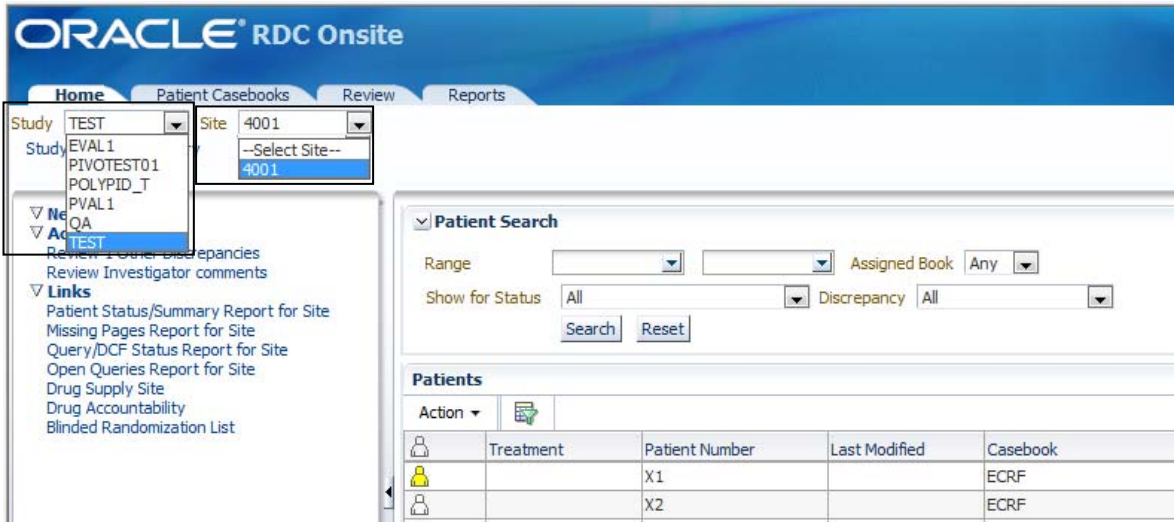 ORACLE® RDC Onsite
Home Patient Casebooks Review Reports
Study TEST Site 4001
Study
EVAL1
PIVOTEST01
POLYPID_T
PVAL1
QA
TEST
--Select Site--
4001
Review 1 Other Discrepancies
Review Investigator comments
Links
Patient Status/Summary Report for Site
Missing Pages Report for Site
Query/DCF Status Report for Site
Open Queries Report for Site
Drug Supply Site
Drug Accountability
Blinded Randomization List
Patient Search
Range Assigned Book Any
Show for Status All Discrepancy All
Search Reset
Patients
Action
Treatment Patient Number Last Modified Casebook
X1 ECRF
X2 ECRF